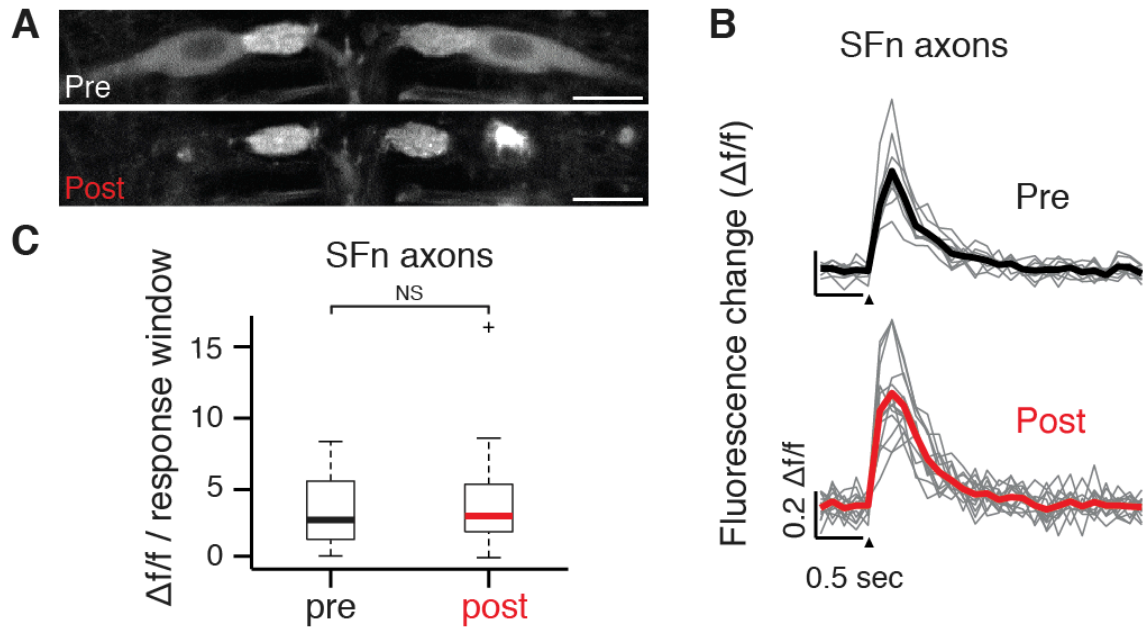 A
Pre
Post
B
SFn axons
Fluorescence change (Δf/f)
Pre
Post
0.2 Δf/f
0.5 sec
C
SFn axons
NS
Δf/f / response window
15
10
5
0
+
pre
post